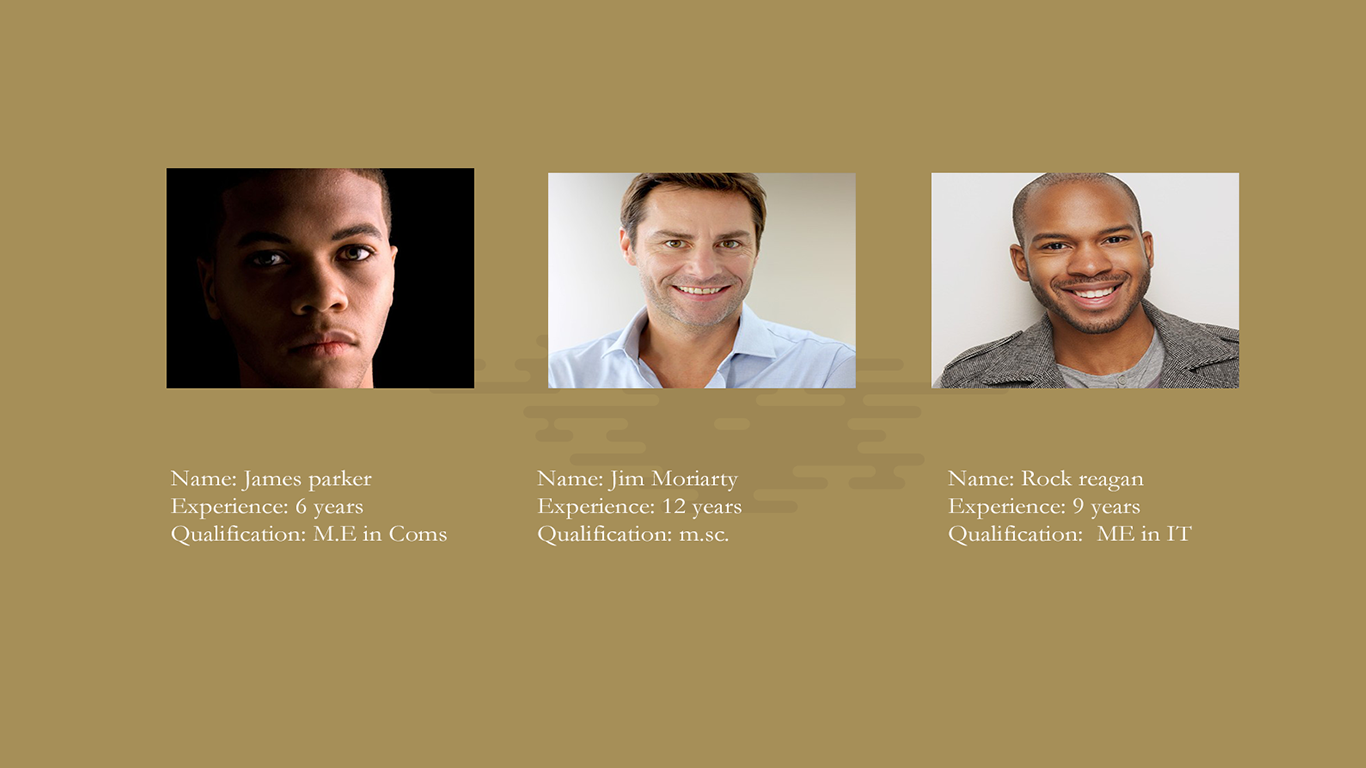 Name: James parker
Experience: 6 years
Qualification: M.E in Coms
Name: Jim Moriarty
Experience: 12 years
Qualification: m.sc.
Name: Rock reagan
Experience: 9 years
Qualification:  ME in IT